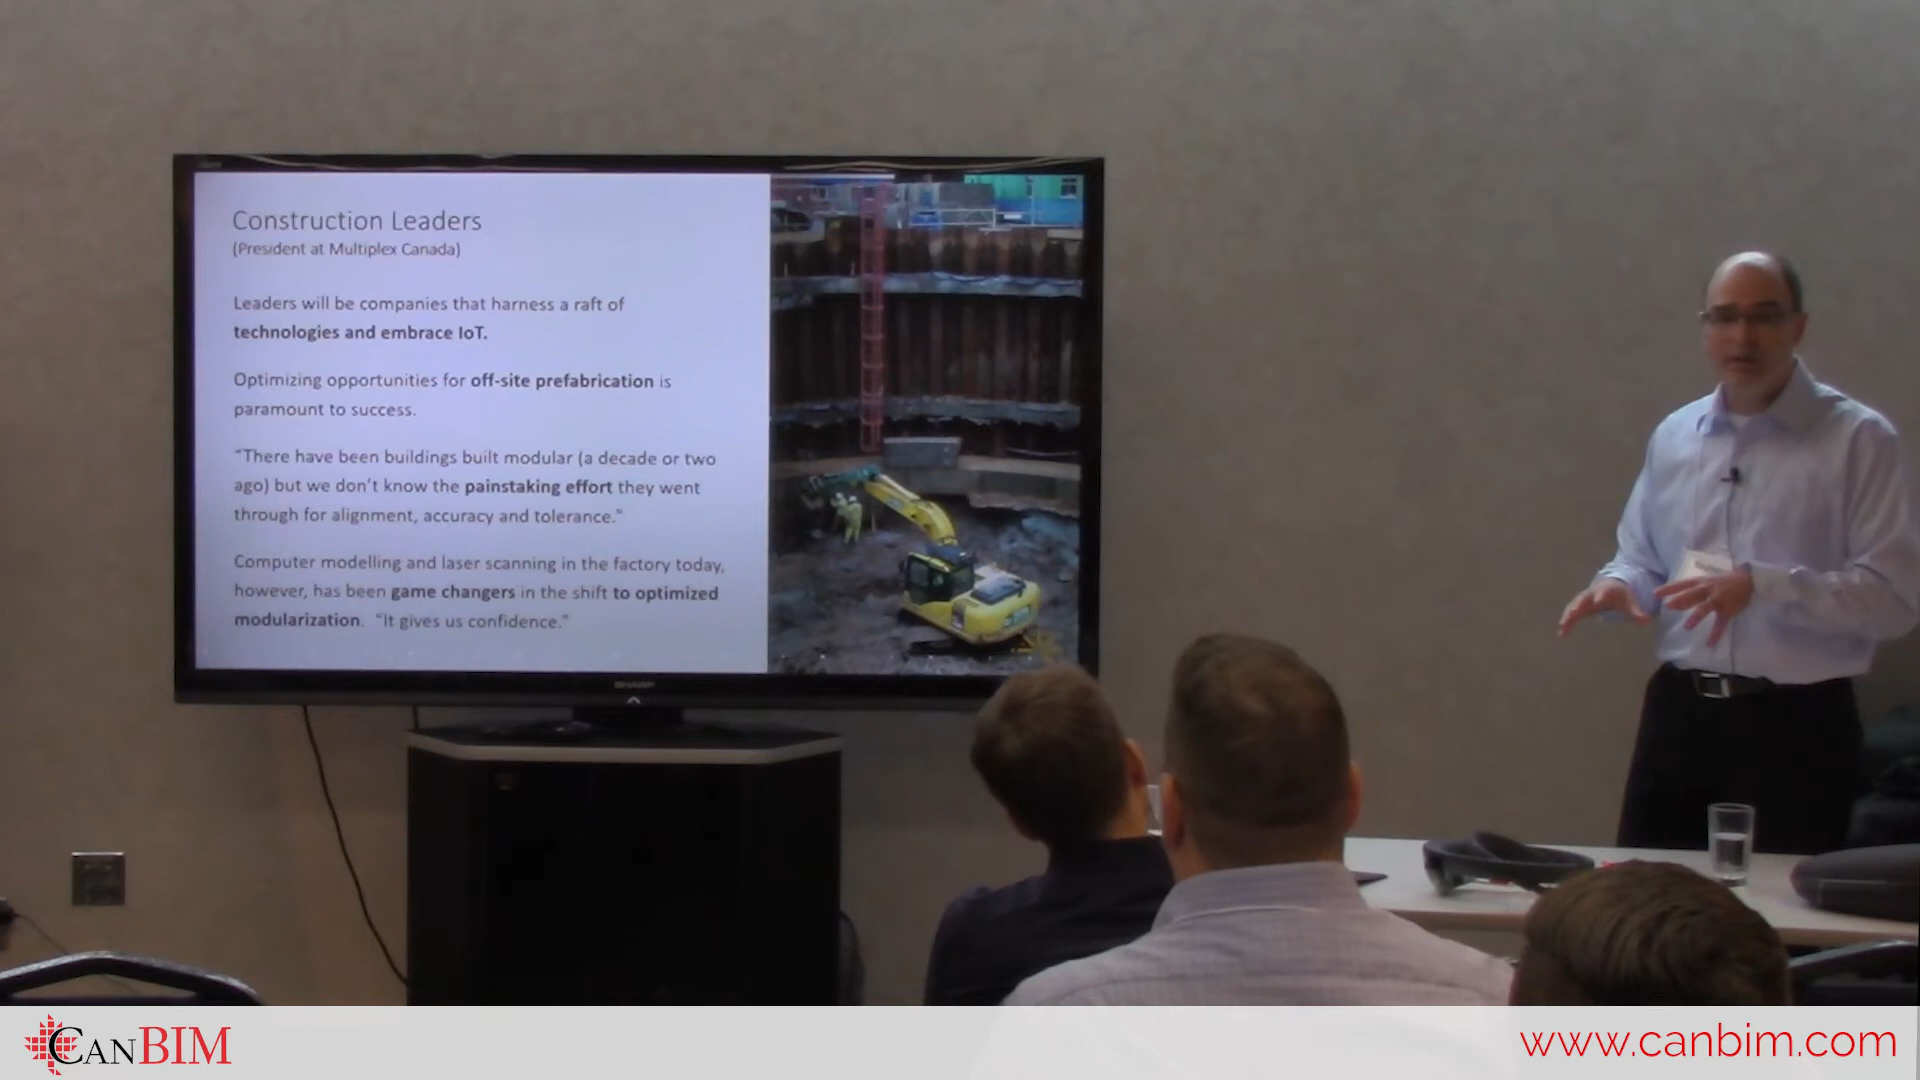 Construction Leaders
(President at Multiplex Canada)
Leaders will be companies that harness a raft of
technologies and embrace IoT.
Optimizing opportunities for off-site prefabrication is
paramount to success.
"There have been buildings built modular (a decade or two
ago) but we don't know the painstaking effort they went
through for alignment, accuracy and tolerance."
Computer modelling and laser scanning in the factory today,
however, has been game changers in the shift to optimized
modularization. "It gives us confidence."
SHARP
CANBIM
www.canbim.com